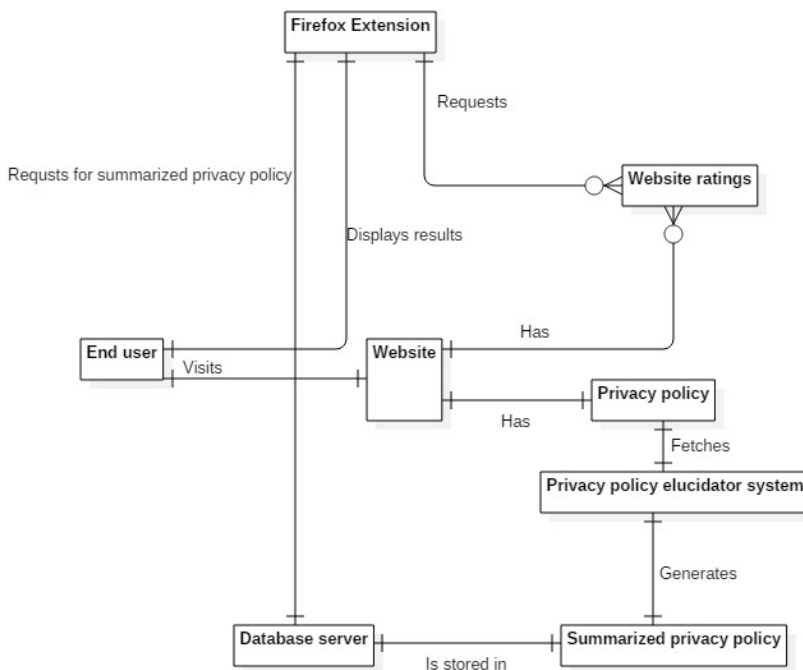 Firefox Extension
Requests
Requsts for summarized privacy policy
Website ratings
Displays results
End user
Visits
Website
Has
Has
Privacy policy
Fetches
Privacy policy elucidator system
Generates
Database server
Is stored in
Summarized privacy policy